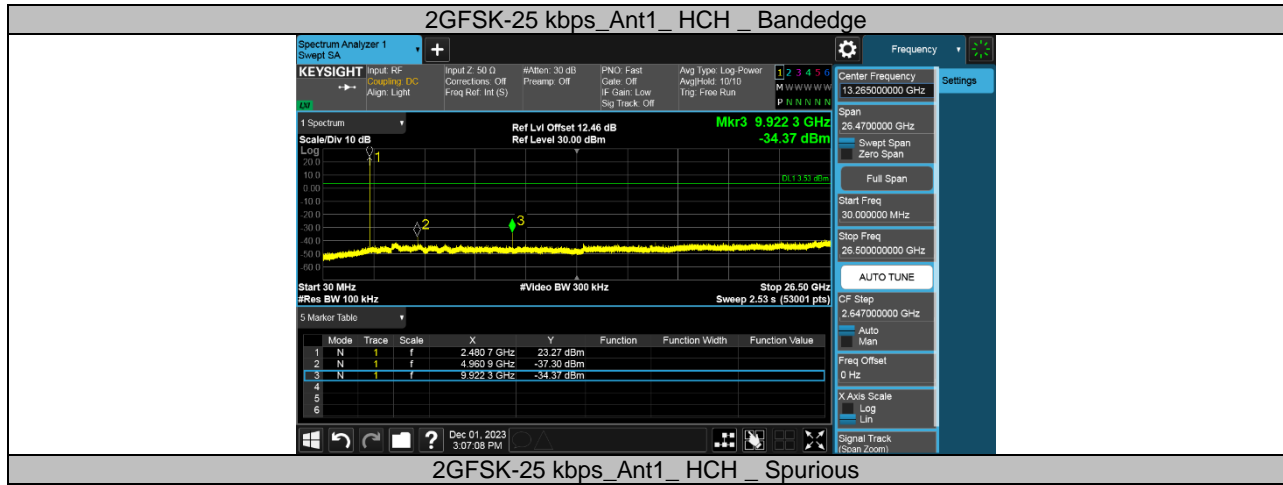 2GFSK-25 kbps_Ant1_ HCH _ Bandedge
Spectrum Analyzer 1
Swept SA
Frequency
KEYSIGHT Input: RF
Coupling: DC
Align: Light
Input Z: 50 Ω
Corrections: Off
Freq Ref: Int (S)
#Atten: 30 dB
Preamp: Off
PNO: Fast
Gate: Off
IF Gain: Low
Sig Track: Off
Avg Type: Log-Power
Avg|Hold: 10/10
Trig: Free Run
1 2 3 4 5 6
M W W W W W
P N N N N N
LXI
1 Spectrum
Scale/Div 10 dB
Log
Ref Lvl Offset 12.46 dB
Ref Level 30.00 dBm
Mkr3 9.922 3 GHz
-34.37 dBm
1
2
3
DL1 3.53 dBm
20.0
10.0
0.00
-10.0
-20.0
-30.0
-40.0
-50.0
-60.0
Start 30 MHz
#Res BW 100 kHz
#Video BW 300 kHz
Stop 26.50 GHz
Sweep 2.53 s (53001 pts)
5 Marker Table
Mode Trace Scale X Y Function Function Width Function Value
1 N 1 f 2.480 7 GHz 23.27 dBm
2 N 1 f 4.960 9 GHz -37.30 dBm
3 N 1 f 9.922 3 GHz -34.37 dBm
4
5
6
Dec 01, 2023
3:07:08 PM
Center Frequency
13.265000000 GHz
Settings
Span
26.4700000 GHz
Swept Span
Zero Span
Full Span
Start Freq
30.000000 MHz
Stop Freq
26.500000000 GHz
AUTO TUNE
CF Step
2.647000000 GHz
Auto
Man
Freq Offset
0 Hz
X Axis Scale
Log
Lin
Signal Track
(Span Zoom)
2GFSK-25 kbps_Ant1_ HCH _ Spurious